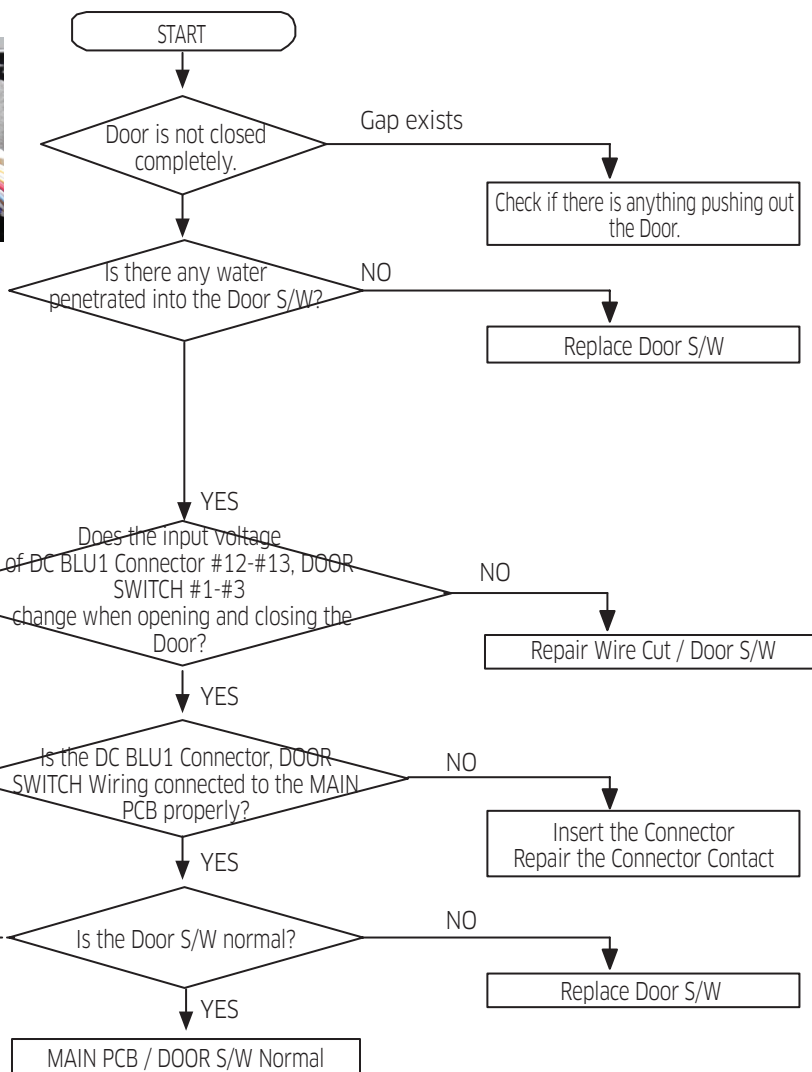 START
Door is not closed
completely.
Gap exists
Check if there is anything pushing out
the Door.
Is there any water
penetrated into the Door S/W?
NO
Replace Door S/W
YES
Does the input voltage
of DC BLU1 Connector #12-#13, DOOR
SWITCH #1-#3
change when opening and closing the
Door?
NO
Repair Wire Cut / Door S/W
YES
Is the DC BLU1 Connector, DOOR
SWITCH Wiring connected to the MAIN
PCB properly?
NO
Insert the Connector
Repair the Connector Contact
YES
Is the Door S/W normal?
NO
Replace Door S/W
YES
MAIN PCB / DOOR S/W Normal